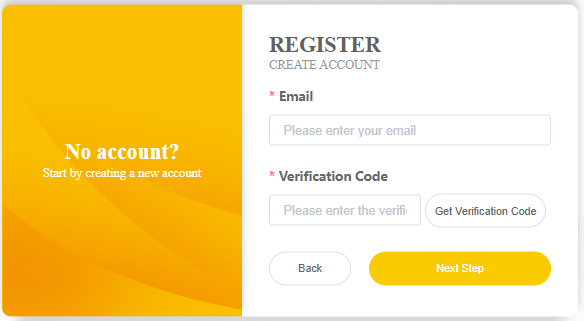 No account?
Start by creating a new account
REGISTER
CREATE ACCOUNT
* Email
Please enter your email
* Verification Code
Please enter the verifi
Get Verification Code
Back
Next Step